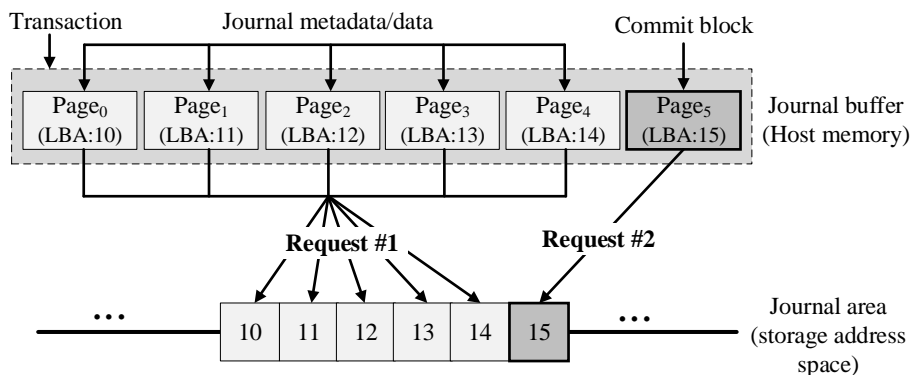 Transaction
Journal metadata/data
Commit block
Page₀ Page₁ Page₂ Page₃ Page₄ Page₅
(LBA:10) (LBA:11) (LBA:12) (LBA:13) (LBA:14) (LBA:15)
Journal buffer
(Host memory)
Request #1
Request #2
... 10 11 12 13 14 15 ...
Journal area
(storage address
space)